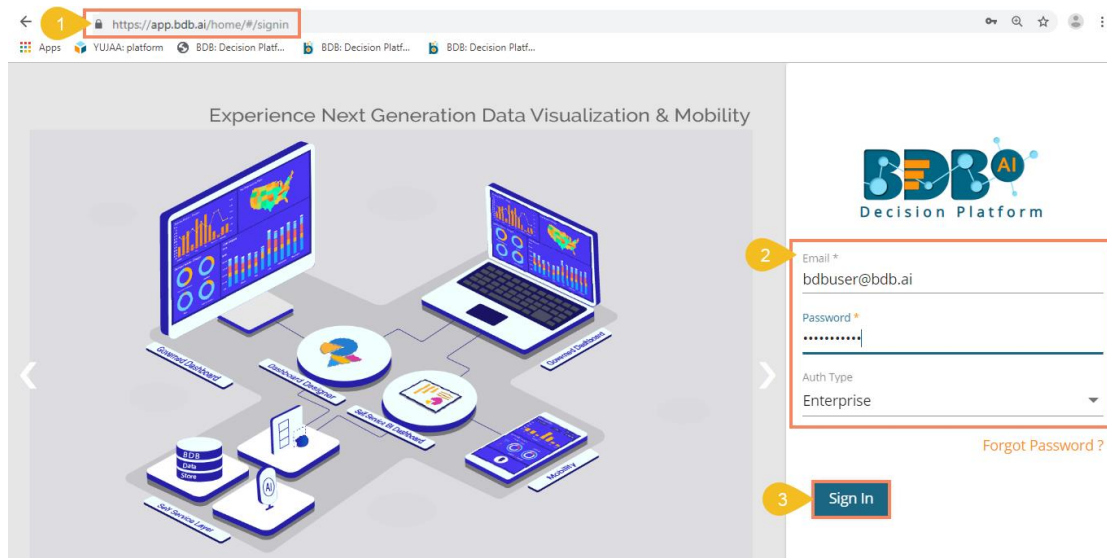 1
https://app.bdb.ai/home/#/signin
Apps YUJAA: platform BDB: Decision Platf... BDB: Decision Platf... BDB: Decision Platf...
Experience Next Generation Data Visualization & Mobility
BDB AI
Decision Platform
2
Email *
bdbuser@bdb.ai
Password *
Auth Type
Enterprise
Forgot Password ?
3
Sign In
Governed Dashboard
Dashboard Designer
Governed Dashboard
Self Service BI Dashboard
Mobility
BDB
Data
Store
AI
Self Service Layer